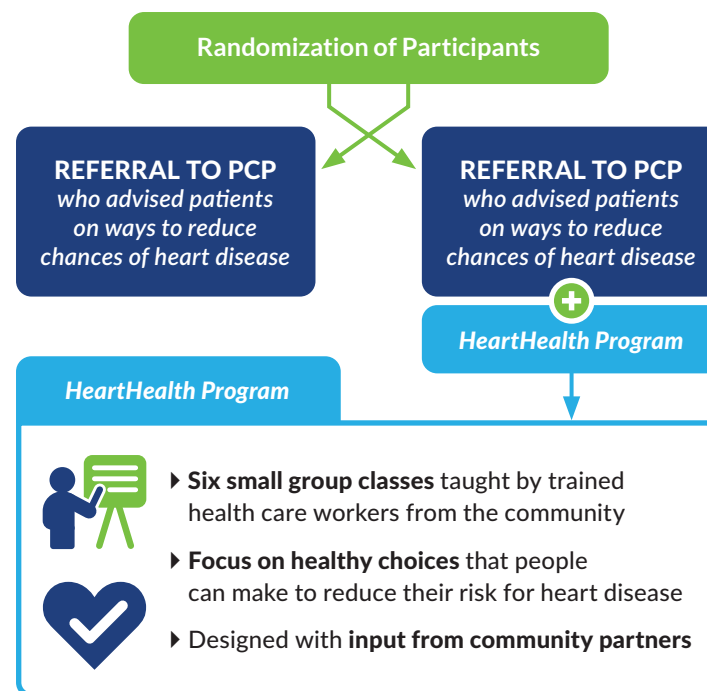 Randomization of Participants
REFERRAL TO PCP
who advised patients
on ways to reduce
chances of heart disease
REFERRAL TO PCP
who advised patients
on ways to reduce
chances of heart disease
+
HeartHealth Program
HeartHealth Program
Six small group classes taught by trained
health care workers from the community
Focus on healthy choices that people
can make to reduce their risk for heart disease
Designed with input from community partners